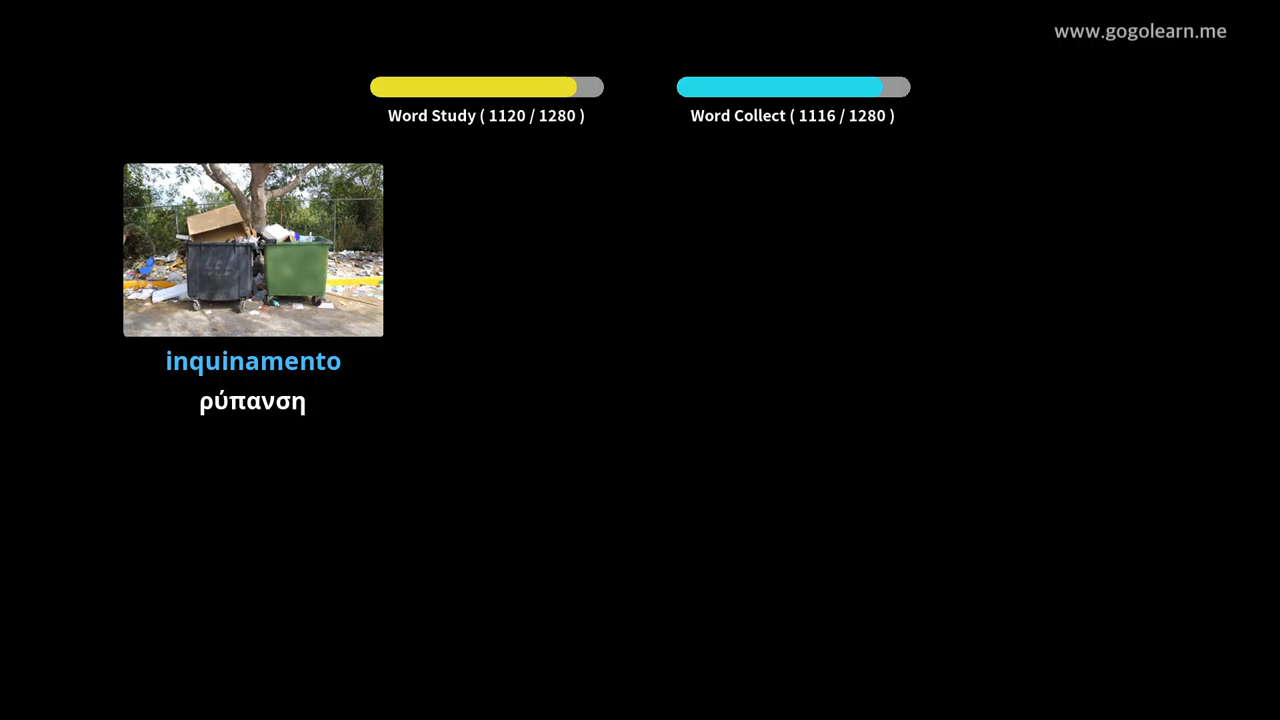 www.gogolearn.me
Word Study ( 1120 / 1280 )
Word Collect ( 1116 / 1280 )
inquinamento
ρύπανση